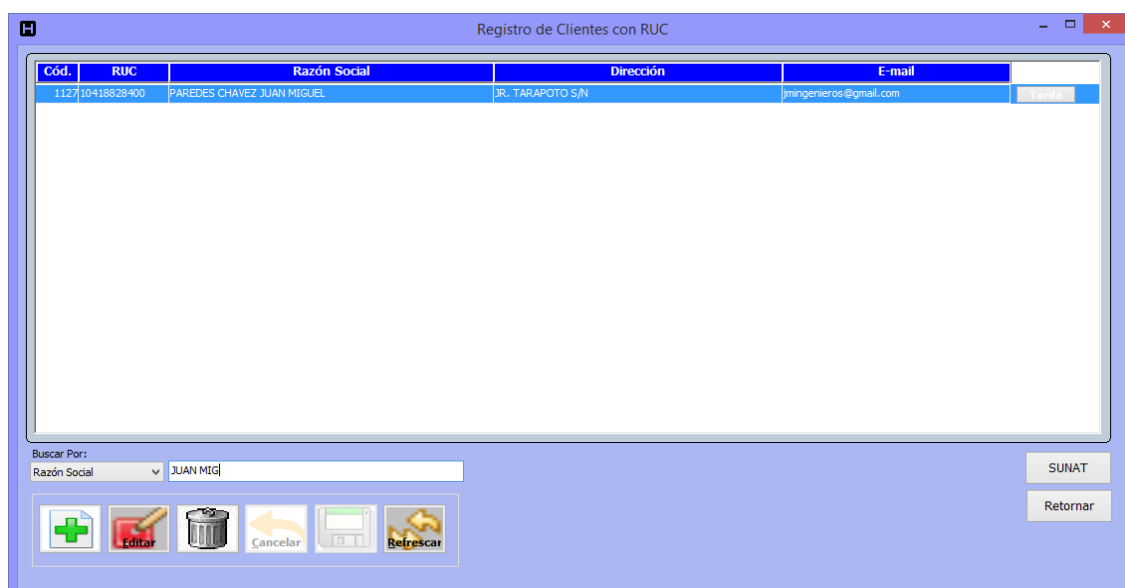 H
Registro de Clientes con RUC
Cód. RUC Razón Social Dirección E-mail
1127 10418828400 PAREDES CHAVEZ JUAN MIGUEL JR. TARAPOTO S/N jmingenieros@gmail.com Tarifa
Buscar Por:
Razón Social JUAN MIG
SUNAT
Retornar
Editar Cancelar Refrescar